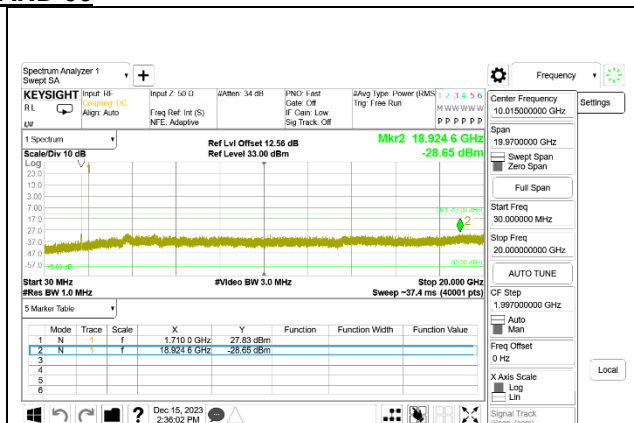 Spectrum Analyzer 1
Swept SA
Frequency
Settings
KEYSIGHT
RL
Input: RF
Coupling: DC
Align: Auto
Input Z: 50 Ω
Freq Ref: Int (S)
NFE: Adaptive
#Atten: 34 dB
PNO: Fast
Gate: Off
IF Gain: Low
Sig Track: Off
#Avg Type: Power (RMS
Trig: Free Run
1 2 3 4 5 6
M W W W W W
P P P P P P
1 Spectrum
Scale/Div 10 dB
Log
Ref Lvl Offset 12.56 dB
Ref Level 33.00 dBm
Mkr2 18.924 6 GHz
-28.65 dBm
1
23.0
13.0
3.00
-7.00
-17.0
-27.0
-37.0
-47.0
-57.0
2
Start 30 MHz
#Res BW 1.0 MHz
#Video BW 3.0 MHz
Stop 20.000 GHz
Sweep ~37.4 ms (40001 pts)
5 Marker Table
Mode Trace Scale X Y Function Function Width Function Value
1 N 1 f 1.710 0 GHz 27.83 dBm
2 N 1 f 18.924 6 GHz -28.65 dBm
3
4
5
6
Dec 15, 2023
2:36:02 PM
Center Frequency
10.015000000 GHz
Span
19.9700000 GHz
Swept Span
Zero Span
Full Span
Start Freq
30.000000 MHz
Stop Freq
20.000000000 GHz
AUTO TUNE
CF Step
1.997000000 GHz
Auto
Man
Freq Offset
0 Hz
X Axis Scale
Log
Lin
Signal Track
(Span Zoom)
Local